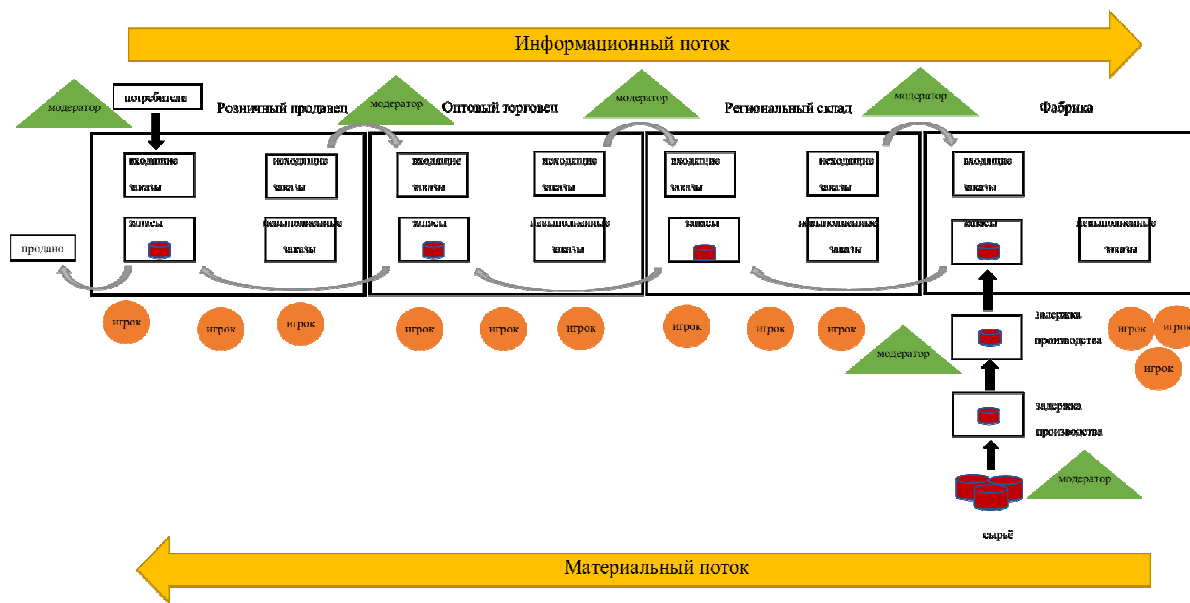 Информационный поток
модератор
потребители
Розничный продавец
модератор
Оптовый торговец
модератор
Региональный склад
модератор
Фабрика
входящие
заказы
исходящие
заказы
входящие
заказы
исходящие
заказы
входящие
заказы
исходящие
заказы
входящие
заказы
продано
запасы
невыполненные
заказы
запасы
невыполненные
заказы
запасы
невыполненные
заказы
запасы
невыполненные
заказы
игрок
игрок
игрок
игрок
игрок
игрок
игрок
игрок
игрок
задержка
производства
игрок
игрок
игрок
модератор
задержка
производства
модератор
сырьё
Материальный поток